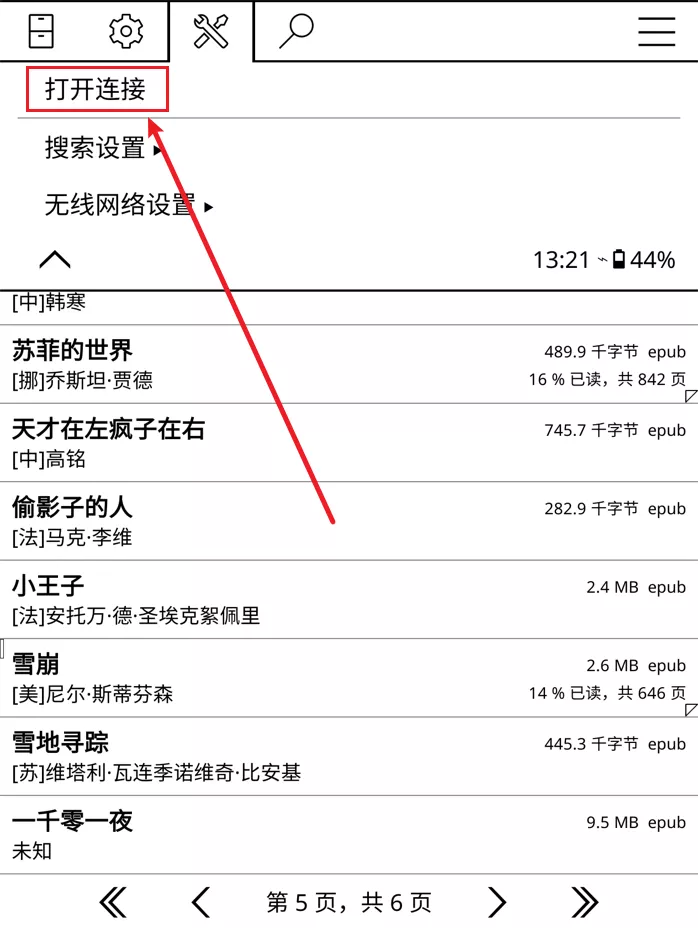 打开连接
搜索设置 ▸
无线网络设置 ▸
13:21 44%
[中]韩寒
苏菲的世界
489.9 千字节 epub
[挪]乔斯坦·贾德
16 % 已读，共 842 页
天才在左疯子在右
745.7 千字节 epub
[中]高铭
偷影子的人
282.9 千字节 epub
[法]马克·李维
小王子
2.4 MB epub
[法]安托万·德·圣埃克絮佩里
雪崩
2.6 MB epub
[美]尼尔·斯蒂芬森
14 % 已读，共 646 页
雪地寻踪
445.3 千字节 epub
[苏]维塔利·瓦连季诺维奇·比安基
一千零一夜
9.5 MB epub
未知
第 5 页，共 6 页